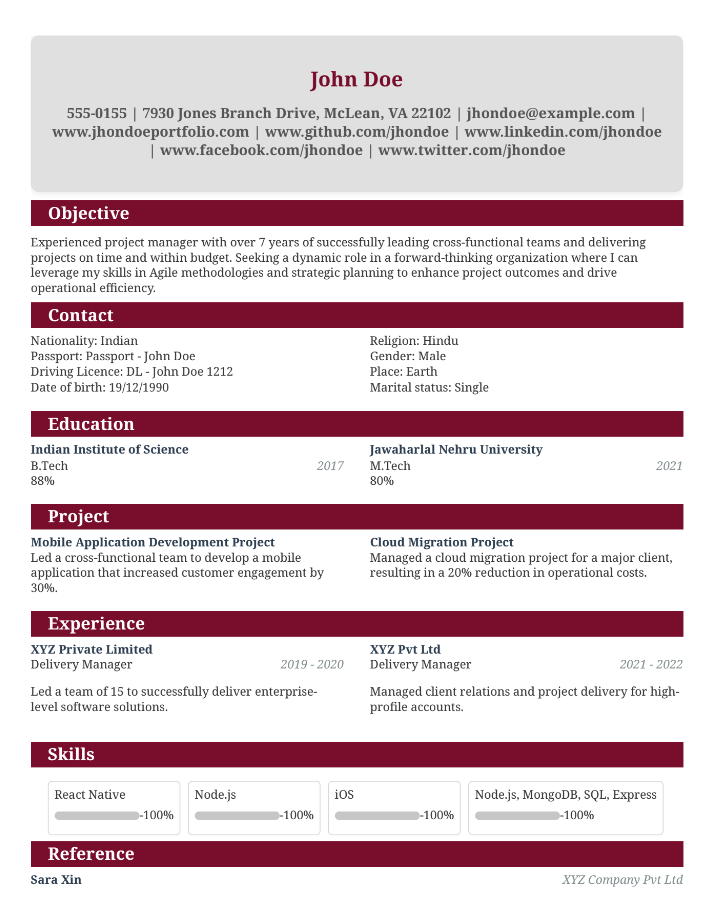 John Doe
555-0155 | 7930 Jones Branch Drive, McLean, VA 22102 | jhondoe@example.com |
www.jhondoeportfolio.com | www.github.com/jhondoe | www.linkedin.com/jhondoe
| www.facebook.com/jhondoe | www.twitter.com/jhondoe
Objective
Experienced project manager with over 7 years of successfully leading cross-functional teams and delivering
projects on time and within budget. Seeking a dynamic role in a forward-thinking organization where I can
leverage my skills in Agile methodologies and strategic planning to enhance project outcomes and drive
operational efficiency.
Contact
Nationality: Indian
Passport: Passport - John Doe
Driving Licence: DL - John Doe 1212
Date of birth: 19/12/1990
Religion: Hindu
Gender: Male
Place: Earth
Marital status: Single
Education
Indian Institute of Science
B.Tech 2017
88%
Jawaharlal Nehru University
M.Tech 2021
80%
Project
Mobile Application Development Project
Led a cross-functional team to develop a mobile
application that increased customer engagement by
30%.
Cloud Migration Project
Managed a cloud migration project for a major client,
resulting in a 20% reduction in operational costs.
Experience
XYZ Private Limited
Delivery Manager 2019 - 2020
Led a team of 15 to successfully deliver enterprise-
level software solutions.
XYZ Pvt Ltd
Delivery Manager 2021 - 2022
Managed client relations and project delivery for high-
profile accounts.
Skills
React Native
-100%
Node.js
-100%
iOS
-100%
Node.js, MongoDB, SQL, Express
-100%
Reference
Sara Xin XYZ Company Pvt Ltd